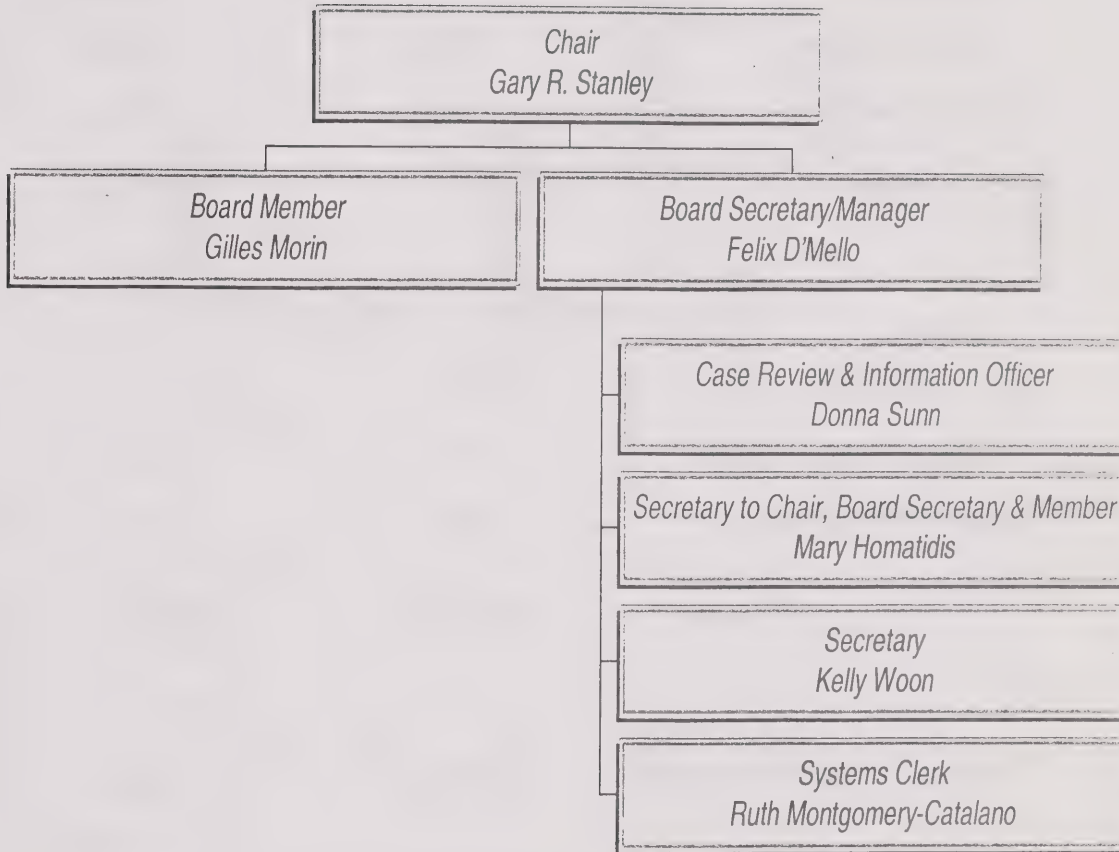 Chair
Gary R. Stanley
Board Member
Gilles Morin
Board Secretary/Manager
Felix D'Mello
Case Review & Information Officer
Donna Sunn
Secretary to Chair, Board Secretary & Member
Mary Homatidis
Secretary
Kelly Woon
Systems Clerk
Ruth Montgomery-Catalano